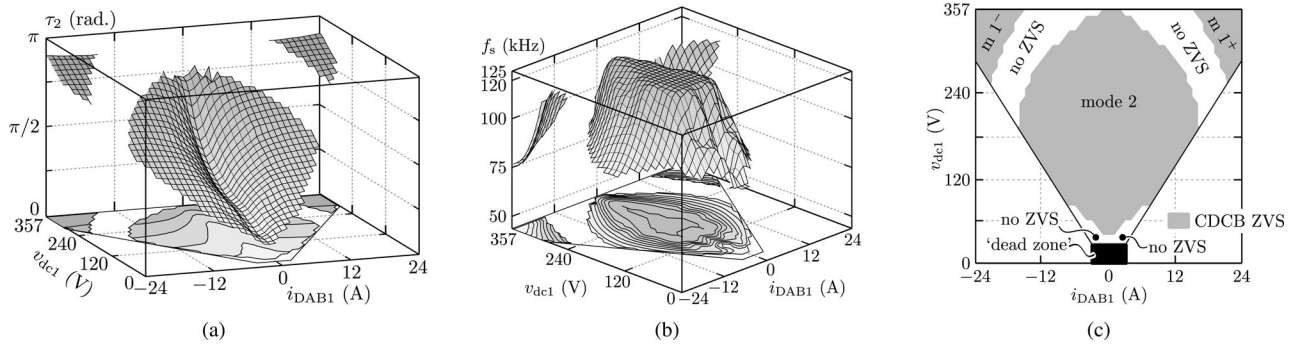 τ2 (rad.)
π
π/2
0
357
240
120
0
vdc1 (V)
−24
−12
0
12
24
iDAB1 (A)
(a)
fs (kHz)
125
120
100
75
50
357
240
120
0
vdc1 (V)
−24
−12
0
12
24
iDAB1 (A)
(b)
357
240
120
0
vdc1 (V)
m 1−
no ZVS
no ZVS
m 1+
mode 2
no ZVS
'dead zone'
no ZVS
CDCB ZVS
−24
−12
0
12
24
iDAB1 (A)
(c)